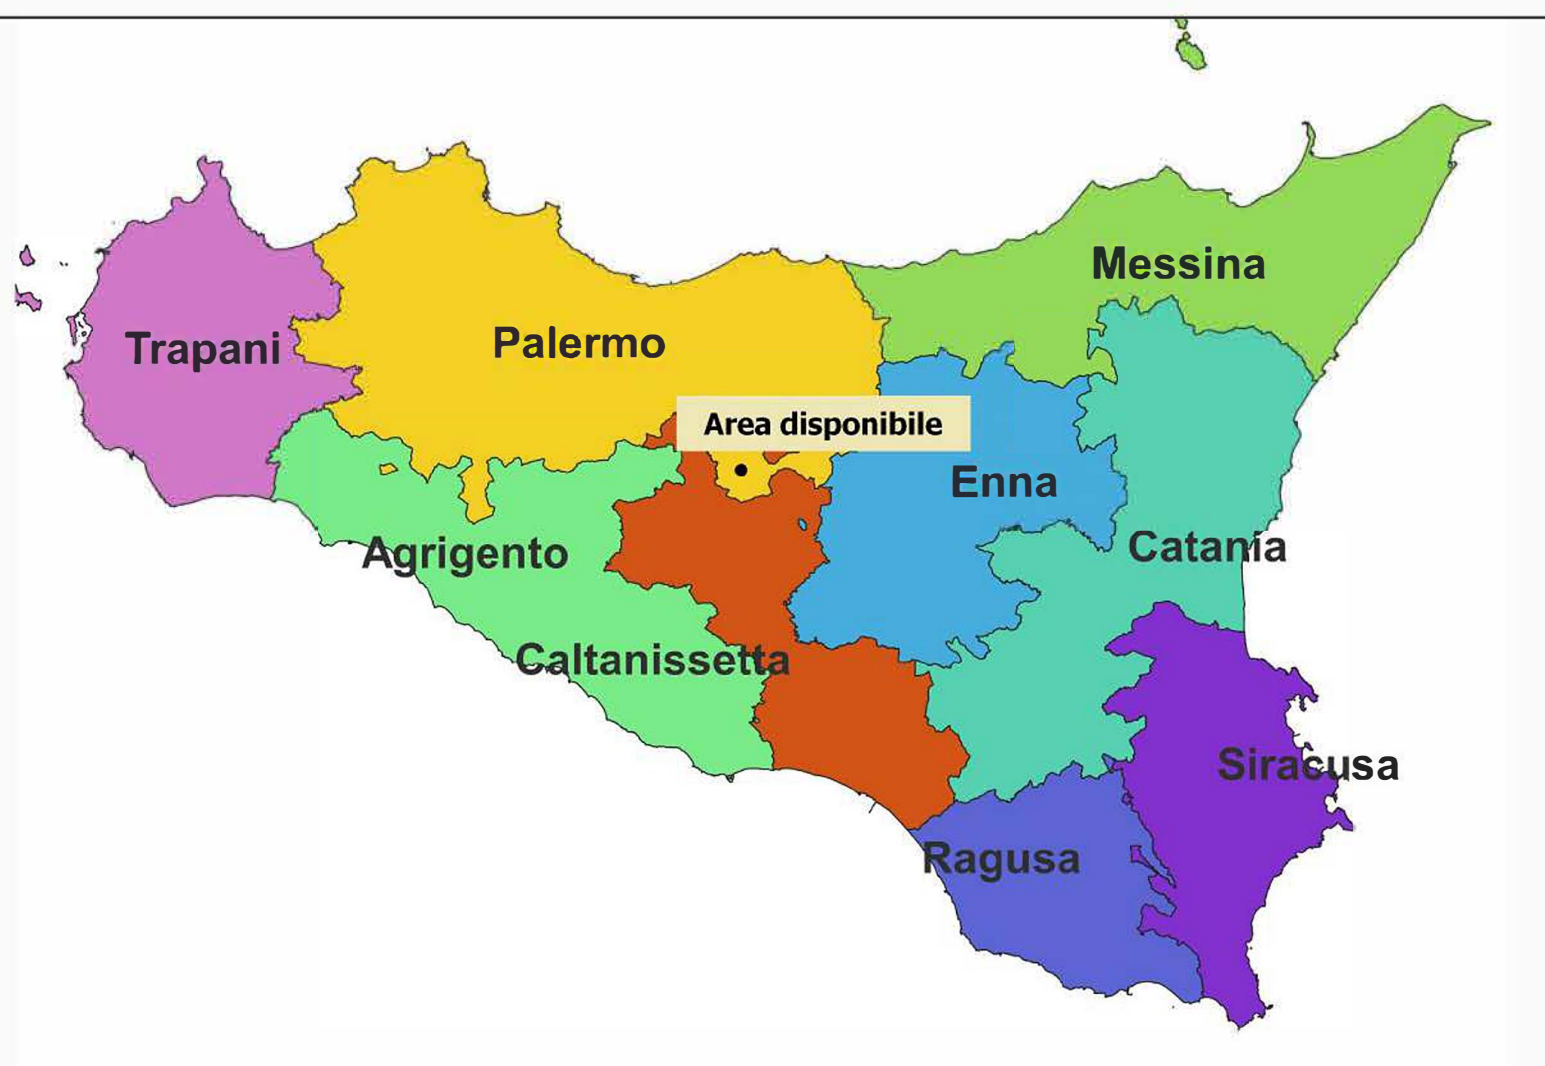 Messina
Trapani
Palermo
Area disponibile
Enna
Agrigento
Catania
Caltanissetta
Siracusa
Ragusa